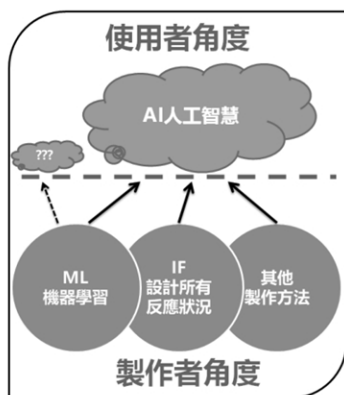 使用者角度
AI人工智慧
???
ML
機器學習
IF
設計所有
反應狀況
其他
製作方法
製作者角度